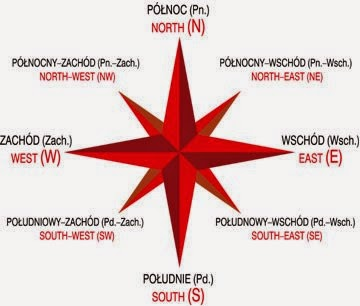 PÓŁNOC (Pn.)
NORTH (N)
PÓŁNOCNY–ZACHÓD (Pn.–Zach.)
NORTH–WEST (NW)
PÓŁNOCNY–WSCHÓD (Pn.–Wsch.)
NORTH–EAST (NE)
ZACHÓD (Zach.)
WEST (W)
WSCHÓD (Wsch.)
EAST (E)
POŁUDNIOWY–ZACHÓD (Pd.–Zach.)
SOUTH–WEST (SW)
POŁUDNOWY–WSCHÓD (Pd.–Wsch.)
SOUTH–EAST (SE)
POŁUDNIE (Pd.)
SOUTH (S)